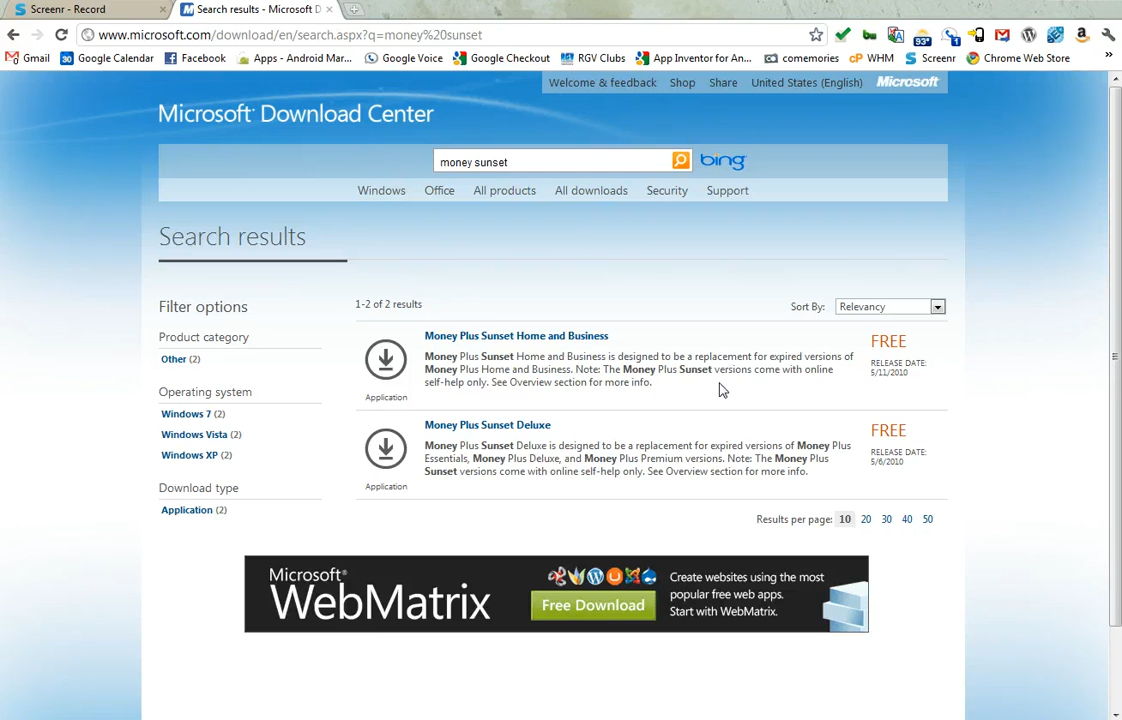 Screenr - Record
Search results - Microsoft D
www.microsoft.com/download/en/search.aspx?q=money%20sunset
93°
1
Gmail
30 Google Calendar
Facebook
Apps - Android Mar...
Google Voice
Google Checkout
RGV Clubs
App Inventor for An...
comemories
cP WHM
Screenr
Chrome Web Store
»
Welcome & feedback
Shop
Share
United States (English)
Microsoft
Microsoft Download Center
money sunset
bing
Windows
Office
All products
All downloads
Security
Support
Search results
Filter options
Product category
Other (2)
Operating system
Windows 7 (2)
Windows Vista (2)
Windows XP (2)
Download type
Application (2)
1-2 of 2 results
Sort By: Relevancy
Application
Money Plus Sunset Home and Business
Money Plus Sunset Home and Business is designed to be a replacement for expired versions of
Money Plus Home and Business. Note: The Money Plus Sunset versions come with online
self-help only. See Overview section for more info.
FREE
RELEASE DATE:
5/11/2010
Application
Money Plus Sunset Deluxe
Money Plus Sunset Deluxe is designed to be a replacement for expired versions of Money Plus
Essentials, Money Plus Deluxe, and Money Plus Premium versions. Note: The Money Plus
Sunset versions come with online self-help only. See Overview section for more info.
FREE
RELEASE DATE:
5/6/2010
Results per page: 10 20 30 40 50
Microsoft®
WebMatrix
Free Download
Create websites using the most
popular free web apps.
Start with WebMatrix.